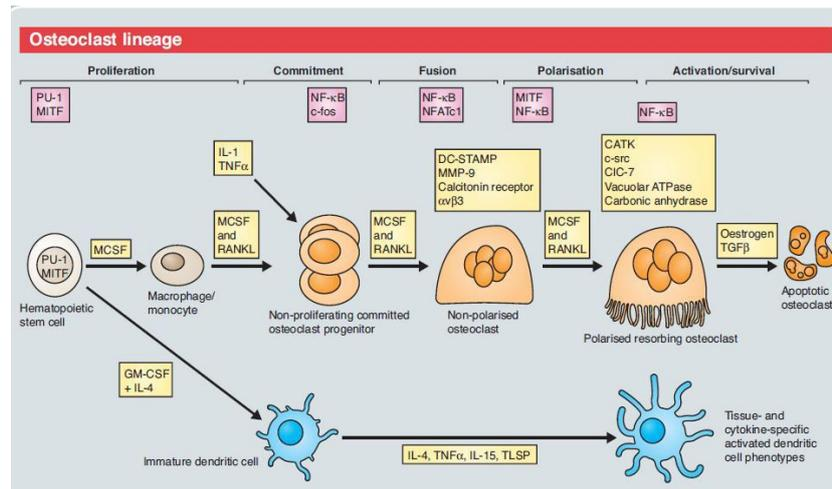 Osteoclast lineage
Proliferation
Commitment
Fusion
Polarisation
Activation/survival
PU-1
MITF
NF-κB
c-fos
NF-κB
NFATc1
MITF
NF-κB
NF-κB
IL-1
TNFα
DC-STAMP
MMP-9
Calcitonin receptor
αvβ3
CATK
c-src
CIC-7
Vacuolar ATPase
Carbonic anhydrase
PU-1
MITF
MCSF
MCSF
and
RANKL
MCSF
and
RANKL
MCSF
and
RANKL
Oestrogen
TGFβ
Hematopoietic
stem cell
Macrophage/
monocyte
Non-proliferating committed
osteoclast progenitor
Non-polarised
osteoclast
Polarised resorbing osteoclast
Apoptotic
osteoclast
GM-CSF
+ IL-4
Immature dendritic cell
IL-4, TNFα, IL-15, TLSP
Tissue- and
cytokine-specific
activated dendritic
cell phenotypes